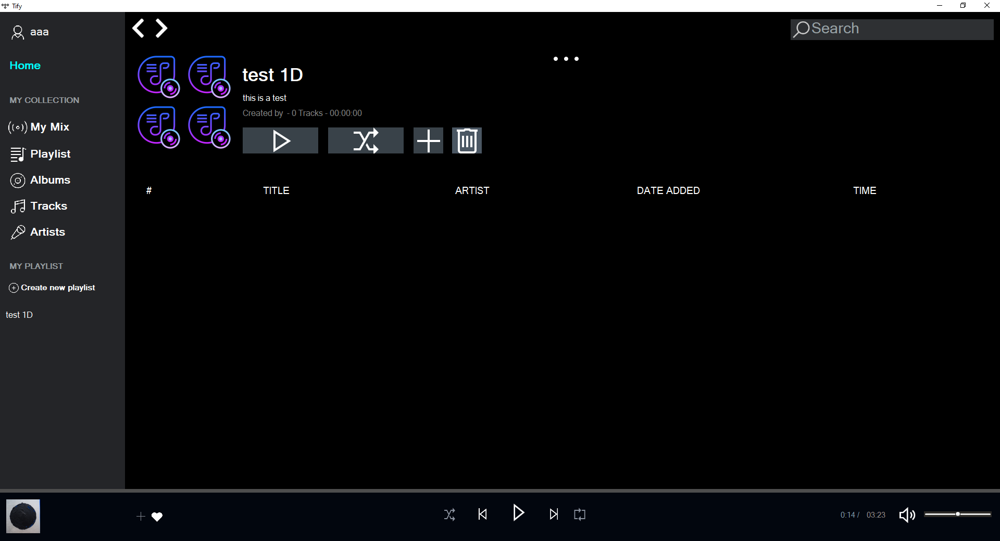 Tify
aaa
Search
Home
test 1D
this is a test
Created by - 0 Tracks - 00:00:00
MY COLLECTION
My Mix
Playlist
Albums
Tracks
Artists
# TITLE ARTIST DATE ADDED TIME
MY PLAYLIST
Create new playlist
test 1D
0:14 / 03:23